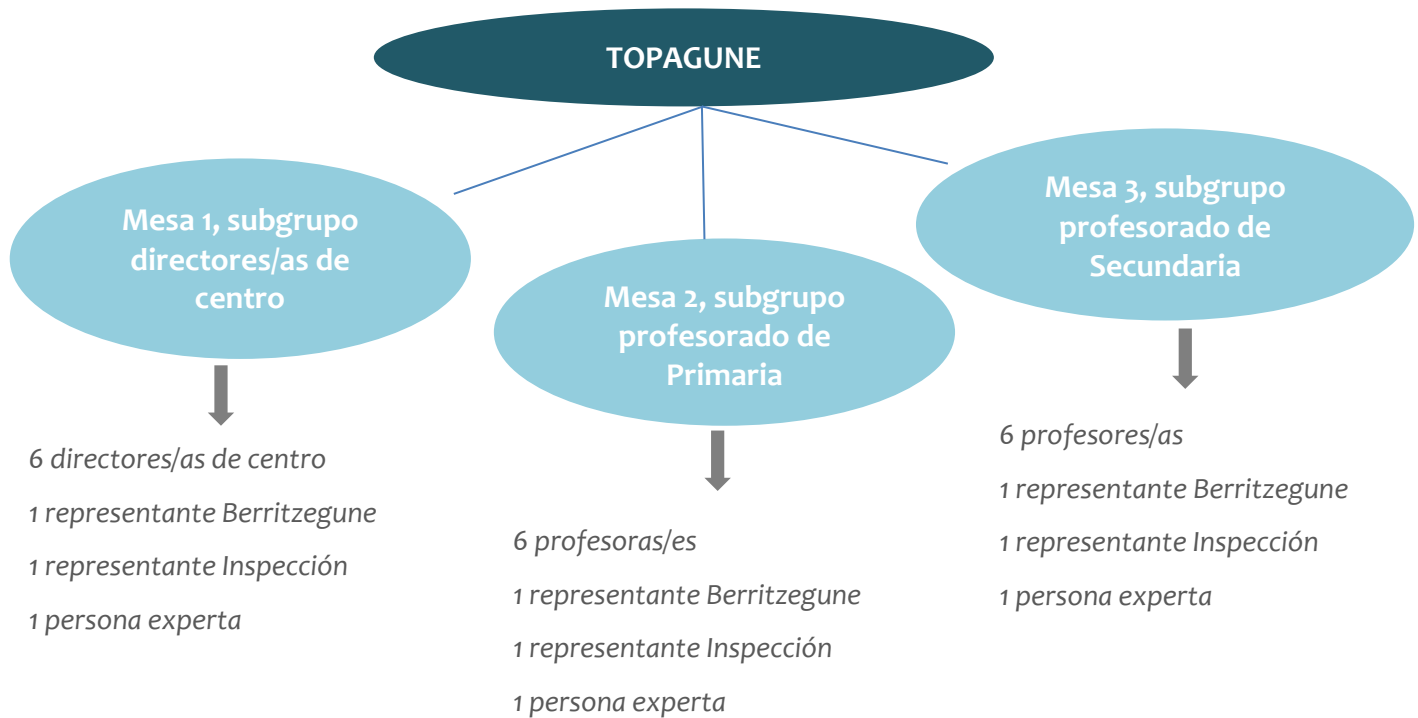 TOPAGUNE
Mesa 1, subgrupo
directores/as de
centro
6 directores/as de centro
1 representante Berritzegune
1 representante Inspección
1 persona experta
Mesa 2, subgrupo
profesorado de
Primaria
6 profesoras/es
1 representante Berritzegune
1 representante Inspección
1 persona experta
Mesa 3, subgrupo
profesorado de
Secundaria
6 profesores/as
1 representante Berritzegune
1 representante Inspección
1 persona experta